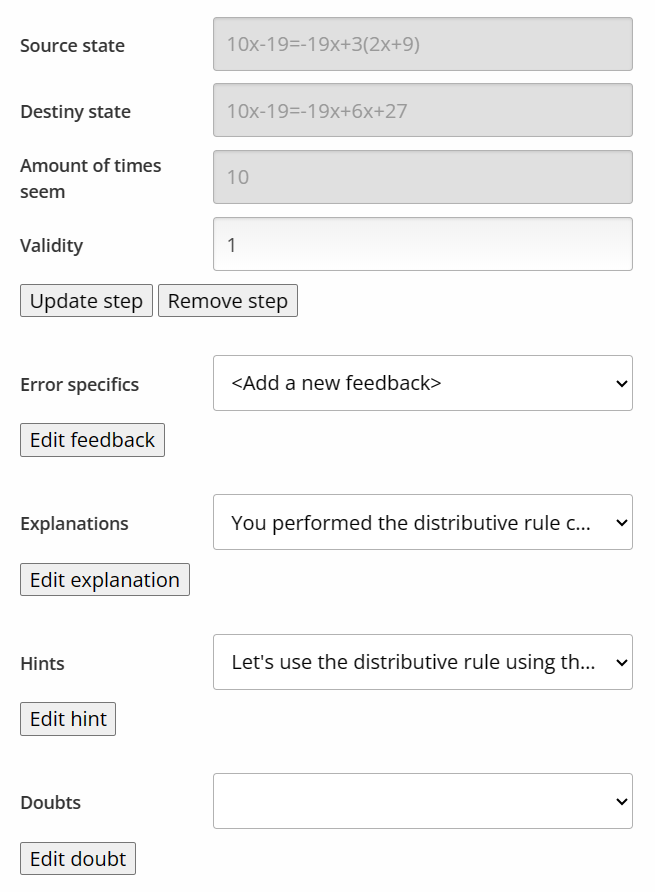 Source state
10x-19=-19x+3(2x+9)
Destiny state
10x-19=-19x+6x+27
Amount of times
seem
10
Validity
1
Update step Remove step
Error specifics
<Add a new feedback>
Edit feedback
Explanations
You performed the distributive rule c...
Edit explanation
Hints
Let's use the distributive rule using th...
Edit hint
Doubts
Edit doubt